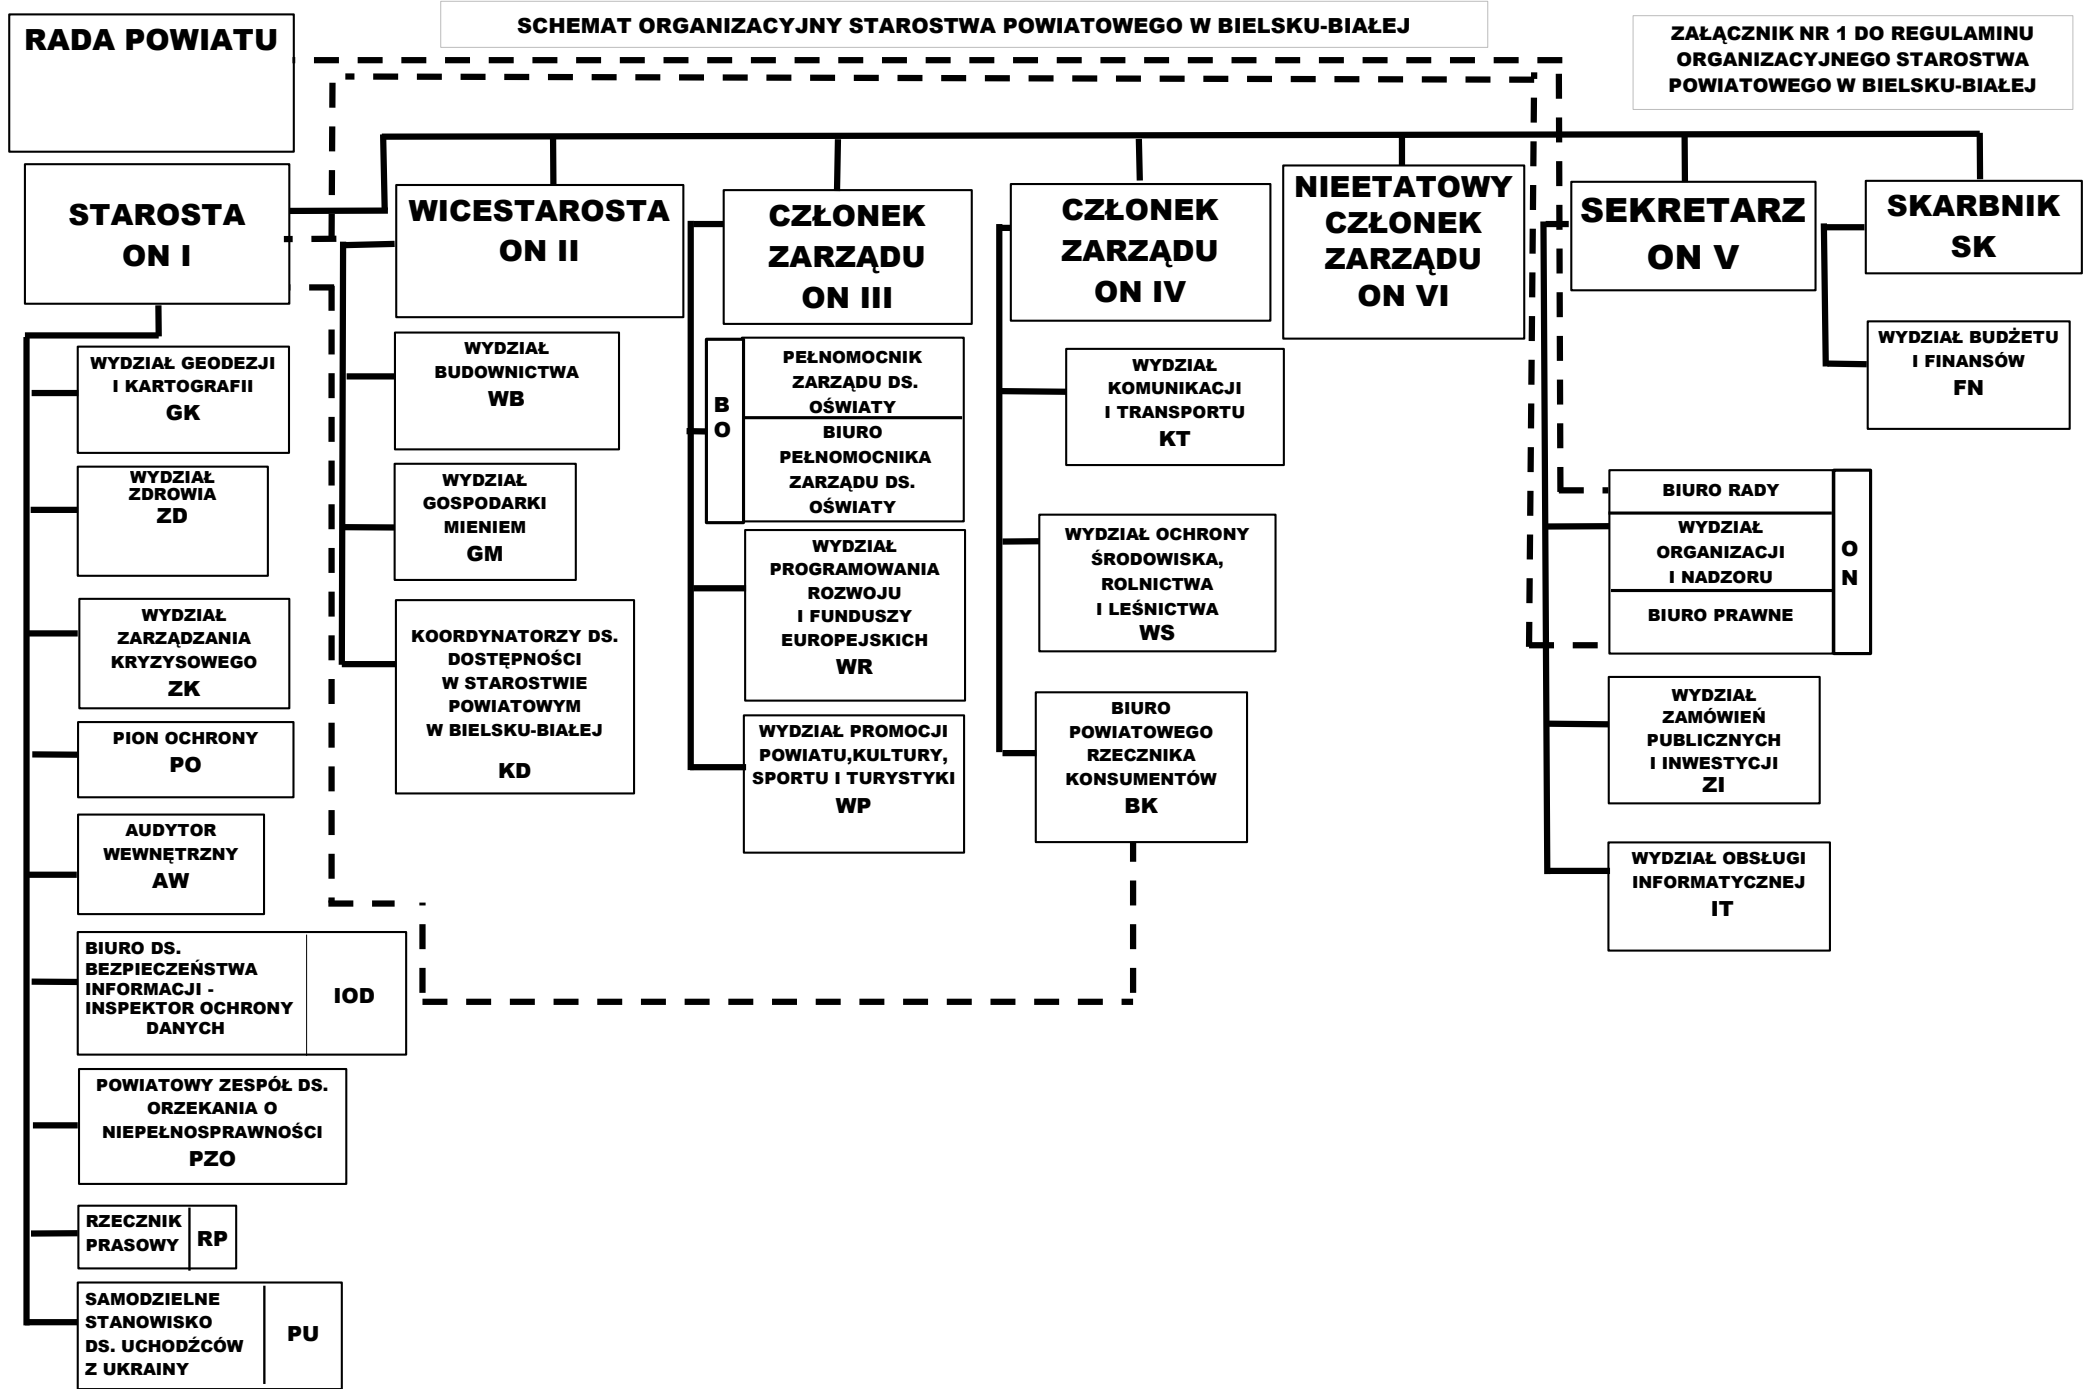 SCHEMAT ORGANIZACYJNY STAROSTWA POWIATOWEGO W BIELSKU-BIAŁEJ
ZAŁĄCZNIK NR 1 DO REGULAMINU
ORGANIZACYJNEGO STAROSTWA
POWIATOWEGO W BIELSKU-BIAŁEJ
RADA POWIATU
STAROSTA
ON I
WICESTAROSTA
ON II
CZŁONEK
ZARZĄDU
ON III
CZŁONEK
ZARZĄDU
ON IV
NIEETATOWY
CZŁONEK
ZARZĄDU
ON VI
SEKRETARZ
ON V
SKARBNIK
SK
WYDZIAŁ GEODEZJI
I KARTOGRAFII
GK
WYDZIAŁ
ZDROWIA
ZD
WYDZIAŁ
ZARZĄDZANIA
KRYZYSOWEGO
ZK
PION OCHRONY
PO
AUDYTOR
WEWNĘTRZNY
AW
BIURO DS.
BEZPIECZEŃSTWA
INFORMACJI -
INSPEKTOR OCHRONY
DANYCH
IOD
POWIATOWY ZESPÓŁ DS.
ORZEKANIA O
NIEPEŁNOSPRAWNOŚCI
PZO
RZECZNIK
PRASOWY
RP
SAMODZIELNE
STANOWISKO
DS. UCHODŹCÓW
Z UKRAINY
PU
WYDZIAŁ
BUDOWNICTWA
WB
WYDZIAŁ
GOSPODARKI
MIENIEM
GM
KOORDYNATORZY DS.
DOSTĘPNOŚCI
W STAROSTWIE
POWIATOWYM
W BIELSKU-BIAŁEJ
KD
B
O
PEŁNOMOCNIK
ZARZĄDU DS.
OŚWIATY
BIURO
PEŁNOMOCNIKA
ZARZĄDU DS.
OŚWIATY
WYDZIAŁ
PROGRAMOWANIA
ROZWOJU
I FUNDUSZY
EUROPEJSKICH
WR
WYDZIAŁ PROMOCJI
POWIATU,KULTURY,
SPORTU I TURYSTYKI
WP
WYDZIAŁ
KOMUNIKACJI
I TRANSPORTU
KT
WYDZIAŁ OCHRONY
ŚRODOWISKA,
ROLNICTWA
I LEŚNICTWA
WS
BIURO
POWIATOWEGO
RZECZNIKA
KONSUMENTÓW
BK
BIURO RADY
WYDZIAŁ
ORGANIZACJI
I NADZORU
BIURO PRAWNE
O
N
WYDZIAŁ
ZAMÓWIEŃ
PUBLICZNYCH
I INWESTYCJI
ZI
WYDZIAŁ OBSŁUGI
INFORMATYCZNEJ
IT
WYDZIAŁ BUDŻETU
I FINANSÓW
FN